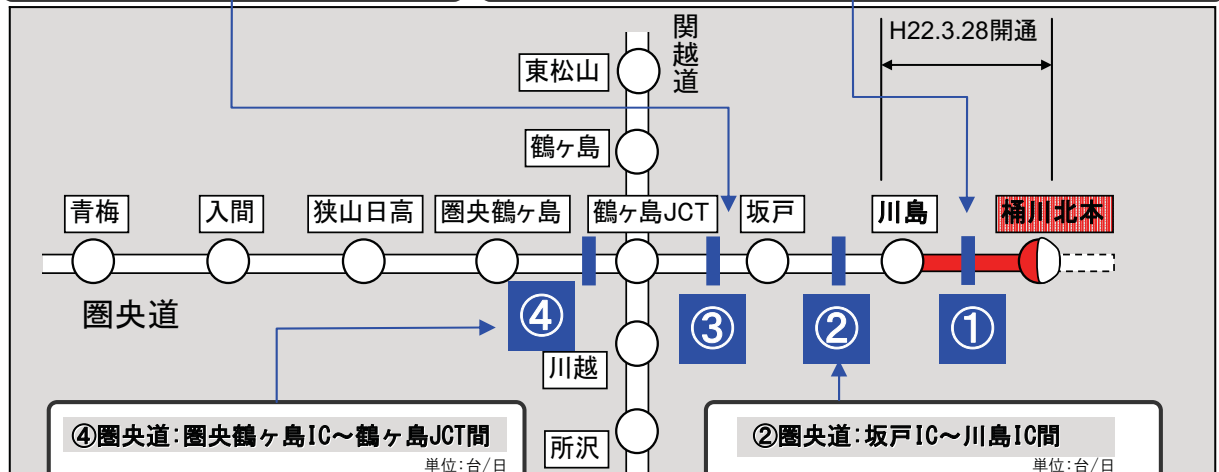 関越道
H22.3.28開通
東松山
鶴ヶ島
青梅
入間
狭山日高
圏央鶴ヶ島
鶴ヶ島JCT
坂戸
川島
桶川北本
圏央道
④
③
②
①
川越
所沢
④圏央道:圏央鶴ヶ島IC～鶴ヶ島JCT間
単位:台/日
②圏央道:坂戸IC～川島IC間
単位:台/日